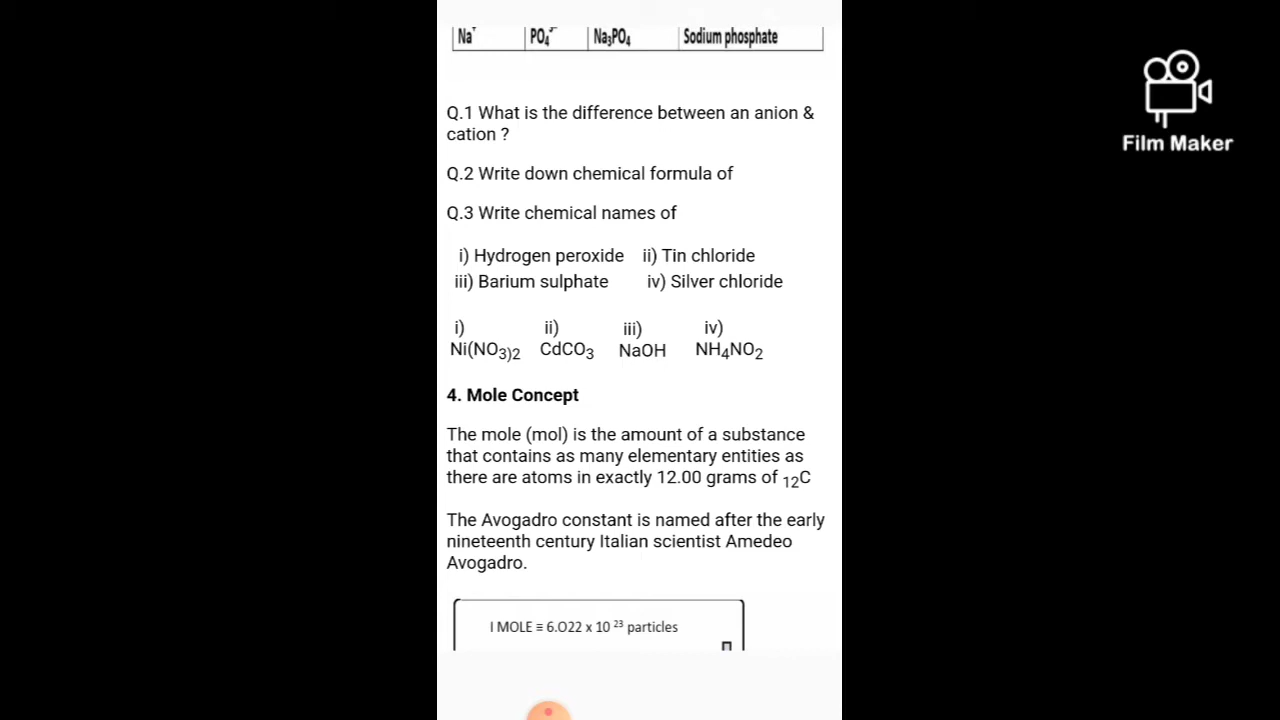 Na⁺ PO₄³⁻ Na₃PO₄ Sodium phosphate
Film Maker
Q.1 What is the difference between an anion &
cation ?
Q.2 Write down chemical formula of
Q.3 Write chemical names of
i) Hydrogen peroxide ii) Tin chloride
iii) Barium sulphate iv) Silver chloride
i) ii) iii) iv)
Ni(NO₃)₂ CdCO₃ NaOH NH₄NO₂
4. Mole Concept
The mole (mol) is the amount of a substance
that contains as many elementary entities as
there are atoms in exactly 12.00 grams of ₁₂C
The Avogadro constant is named after the early
nineteenth century Italian scientist Amedeo
Avogadro.
I MOLE ≡ 6.022 x 10 ²³ particles